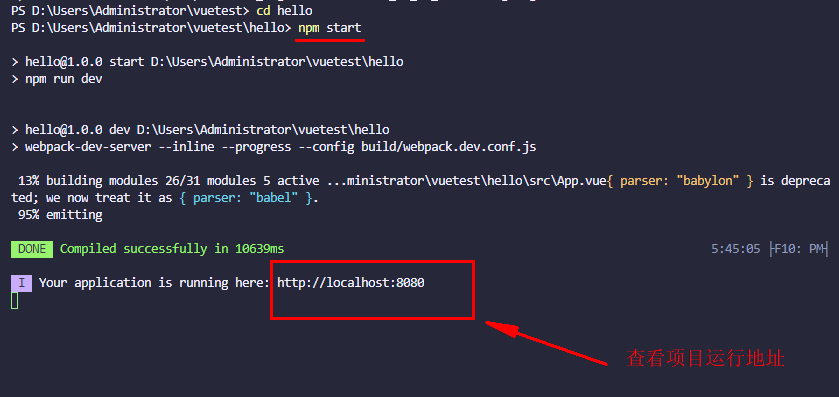 PS D:\Users\Administrator\vuetest> cd hello
PS D:\Users\Administrator\vuetest\hello> npm start
> hello@1.0.0 start D:\Users\Administrator\vuetest\hello
> npm run dev
> hello@1.0.0 dev D:\Users\Administrator\vuetest\hello
> webpack-dev-server --inline --progress --config build/webpack.dev.conf.js
13% building modules 26/31 modules 5 active ...ministrator\vuetest\hello\src\App.vue{ parser: "babylon" } is depreca
ted; we now treat it as { parser: "babel" }.
95% emitting
DONE Compiled successfully in 10639ms 5:45:05 ├F10: PM┤
I Your application is running here: http://localhost:8080
查看项目运行地址